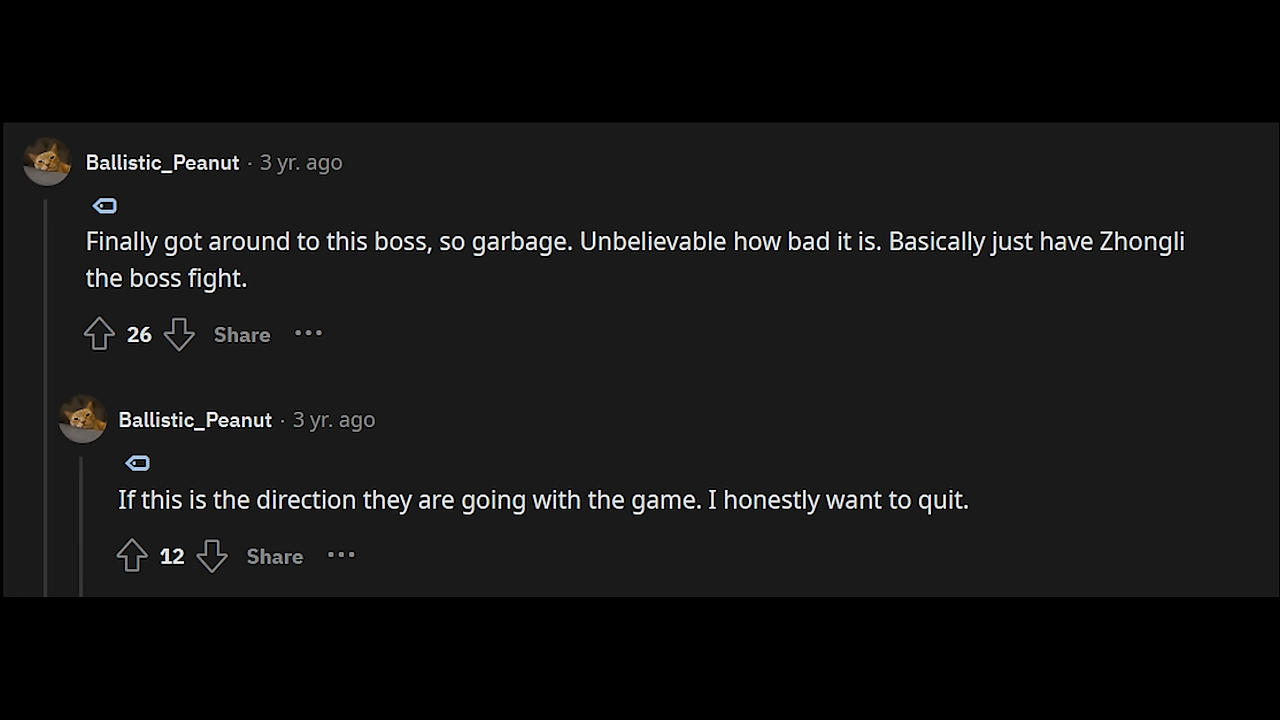 Ballistic_Peanut · 3 yr. ago
Finally got around to this boss, so garbage. Unbelievable how bad it is. Basically just have Zhongli
the boss fight.
26 Share ···
Ballistic_Peanut · 3 yr. ago
If this is the direction they are going with the game. I honestly want to quit.
12 Share ···